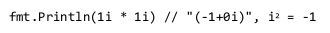 fmt.Println(1i * 1i) // "(-1+0i)", i² = -1